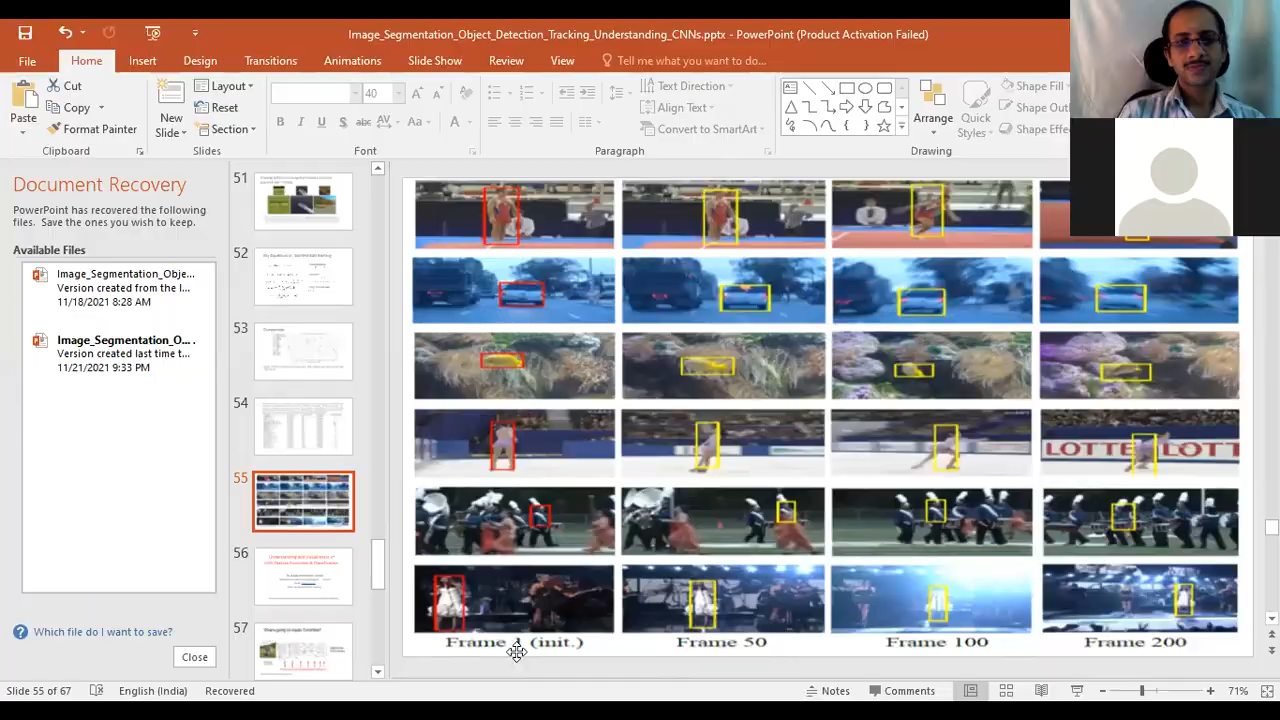 Image_Segmentation_Object_Detection_Tracking_Understanding_CNNs.pptx - PowerPoint (Product Activation Failed)
File Home Insert Design Transitions Animations Slide Show Review View Tell me what you want to do...
Paste
Cut
Copy
Format Painter
Clipboard
New
Slide
Layout
Reset
Section
Slides
40
B I U S abc AV Aa A
Font
Text Direction
Align Text
Convert to SmartArt
Paragraph
Arrange
Quick
Styles
Shape Fill
Shape Out
Shape Effe
Drawing
Document Recovery
PowerPoint has recovered the following
files. Save the ones you wish to keep.
Available Files
Image_Segmentation_Obje...
Version created from the l...
11/18/2021 8:28 AM
Image_Segmentation_O...
Version created last time t...
11/21/2021 9:33 PM
Which file do I want to save?
Close
51
52
53
54
55
56
57
LOTTE LOTT
Frame 1 (init.) Frame 50 Frame 100 Frame 200
Slide 55 of 67 English (India) Recovered Notes Comments 71%